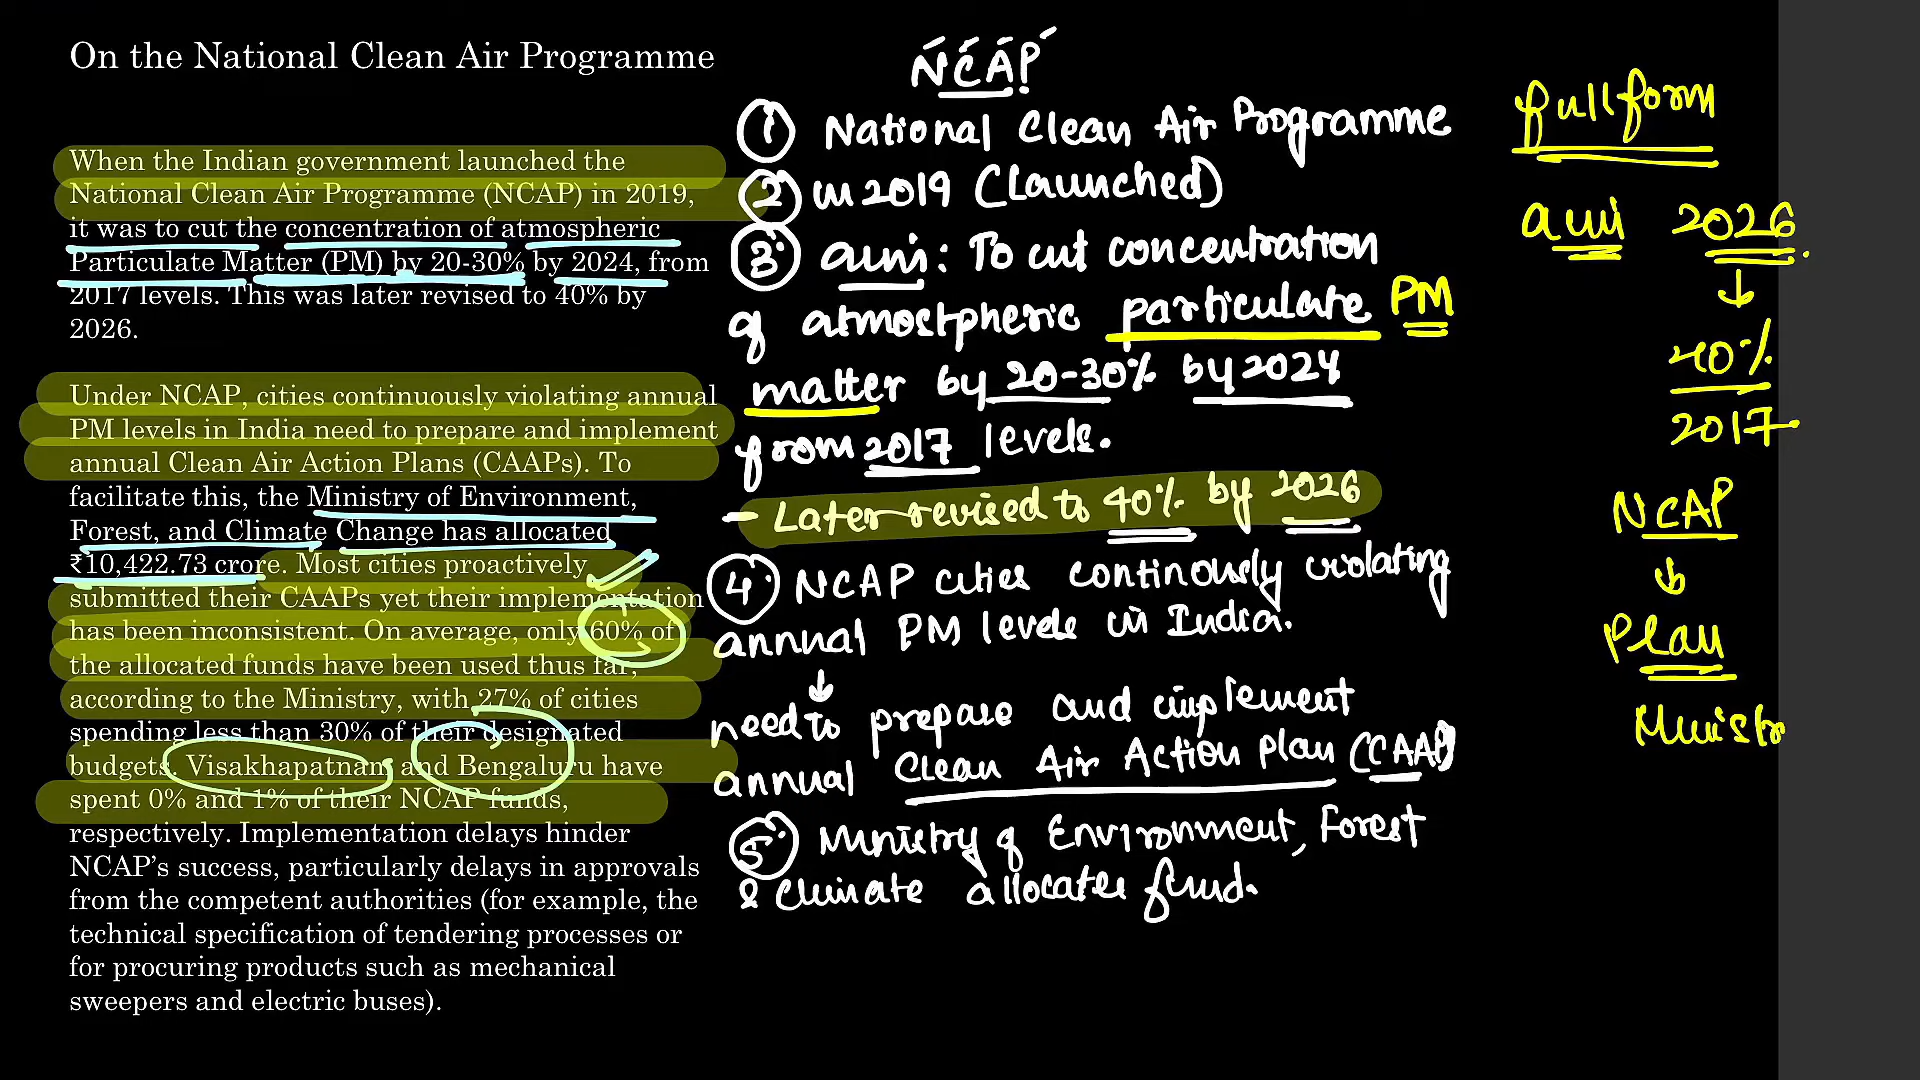 On the National Clean Air Programme
When the Indian government launched the
National Clean Air Programme (NCAP) in 2019,
it was to cut the concentration of atmospheric
Particulate Matter (PM) by 20-30% by 2024, from
2017 levels. This was later revised to 40% by
2026.
Under NCAP, cities continuously violating annual
PM levels in India need to prepare and implement
annual Clean Air Action Plans (CAAPs). To
facilitate this, the Ministry of Environment,
Forest, and Climate Change has allocated
₹10,422.73 crore. Most cities proactively
submitted their CAAPs yet their implementation
has been inconsistent. On average, only 60% of
the allocated funds have been used thus far,
according to the Ministry, with 27% of cities
spending less than 30% of their designated
budgets. Visakhapatnam and Bengaluru have
spent 0% and 1% of their NCAP funds,
respectively. Implementation delays hinder
NCAP’s success, particularly delays in approvals
from the competent authorities (for example, the
technical specification of tendering processes or
for procuring products such as mechanical
sweepers and electric buses).
NCAP
1 National Clean Air Programme
2 in 2019 (Launched)
3 aim: To cut concentration
of atmostpheric particulate PM
matter by 20-30% by 2024
from 2017 levels.
- Later revised to 40% by 2026
4 NCAP cities continously violating
annual PM levels in India.
↓
need to prepare and implement
annual Clean Air Action Plan (CAAP)
5 Ministry of Environment, Forest
& Climate allocates fund.
fullform
aim 2026
↓
40%
2017
NCAP
↓
Plan
Ministr